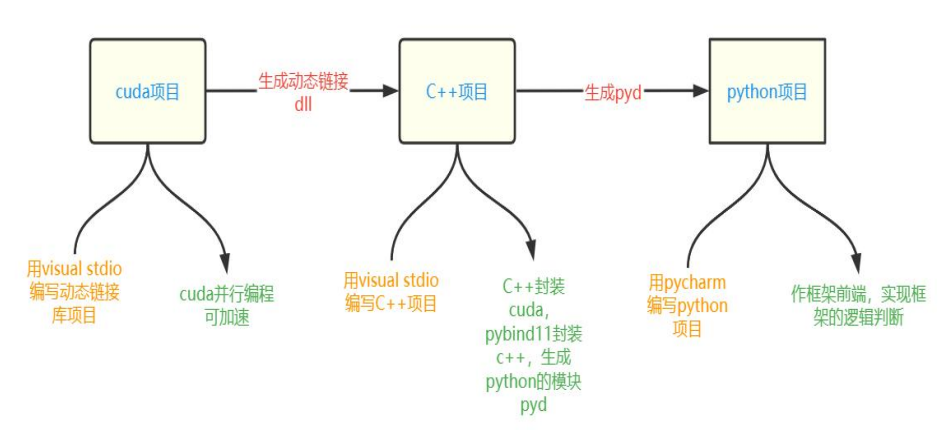 cuda项目
生成动态链接
dll
C++项目
生成pyd
python项目
用visual stdio
编写动态链接
库项目
cuda并行编程
可加速
用visual stdio
编写C++项目
C++封装
cuda，
pybind11封装
c++，生成
python的模块
pyd
用pycharm
编写python
项目
作框架前端，实现框
架的逻辑判断